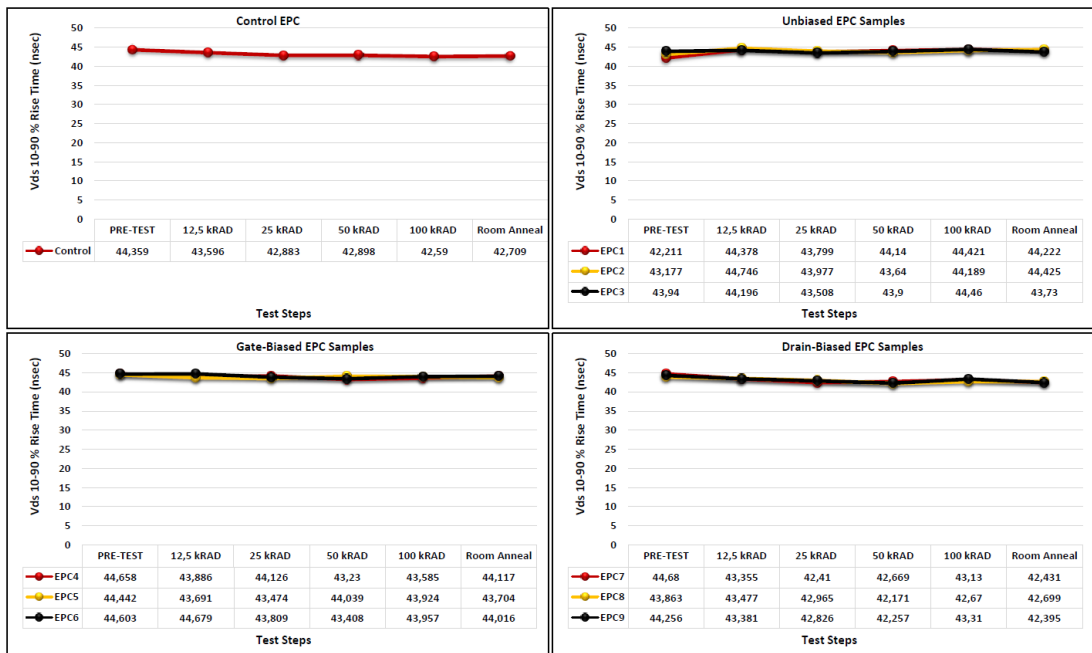 Control EPC
Vds 10-90 % Rise Time (nsec)
50
45
40
35
30
25
20
15
10
5
0
PRE-TEST 12,5 kRAD 25 kRAD 50 kRAD 100 kRAD Room Anneal
Control 44,359 43,596 42,883 42,898 42,59 42,709
Test Steps
Unbiased EPC Samples
Vds 10-90 % Rise Time (nsec)
50
45
40
35
30
25
20
15
10
5
0
PRE-TEST 12,5 kRAD 25 kRAD 50 kRAD 100 kRAD Room Anneal
EPC1 42,211 44,378 43,799 44,14 44,421 44,222
EPC2 43,177 44,746 43,977 43,64 44,189 44,425
EPC3 43,94 44,196 43,508 43,9 44,46 43,73
Test Steps
Gate-Biased EPC Samples
Vds 10-90 % Rise Time (nsec)
50
45
40
35
30
25
20
15
10
5
0
PRE-TEST 12,5 kRAD 25 kRAD 50 kRAD 100 kRAD Room Anneal
EPC4 44,658 43,886 44,126 43,23 43,585 44,117
EPC5 44,442 43,691 43,474 44,039 43,924 43,704
EPC6 44,603 44,679 43,809 43,408 43,957 44,016
Test Steps
Drain-Biased EPC Samples
Vds 10-90 % Rise Time (nsec)
50
45
40
35
30
25
20
15
10
5
0
PRE-TEST 12,5 kRAD 25 kRAD 50 kRAD 100 kRAD Room Anneal
EPC7 44,68 43,355 42,41 42,669 43,13 42,431
EPC8 43,863 43,477 42,965 42,171 42,67 42,699
EPC9 44,256 43,381 42,826 42,257 43,31 42,395
Test Steps